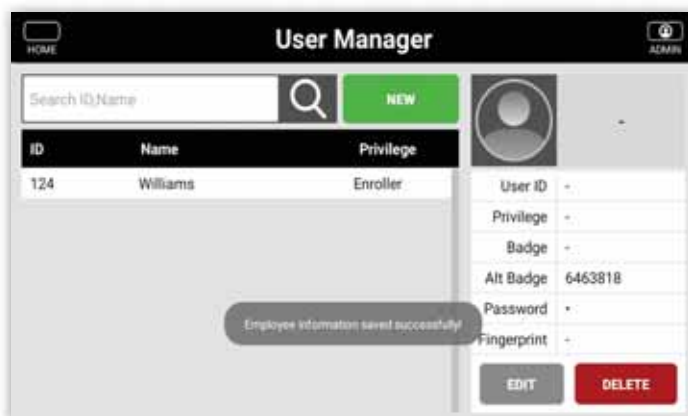 HOME
User Manager
ADMIN
Search ID,Name
NEW
-
ID Name Privilege
124 Williams Enroller
User ID -
Privilege -
Badge -
Alt Badge 6463818
Password •
Fingerprint -
Employee information saved successfully!
EDIT
DELETE